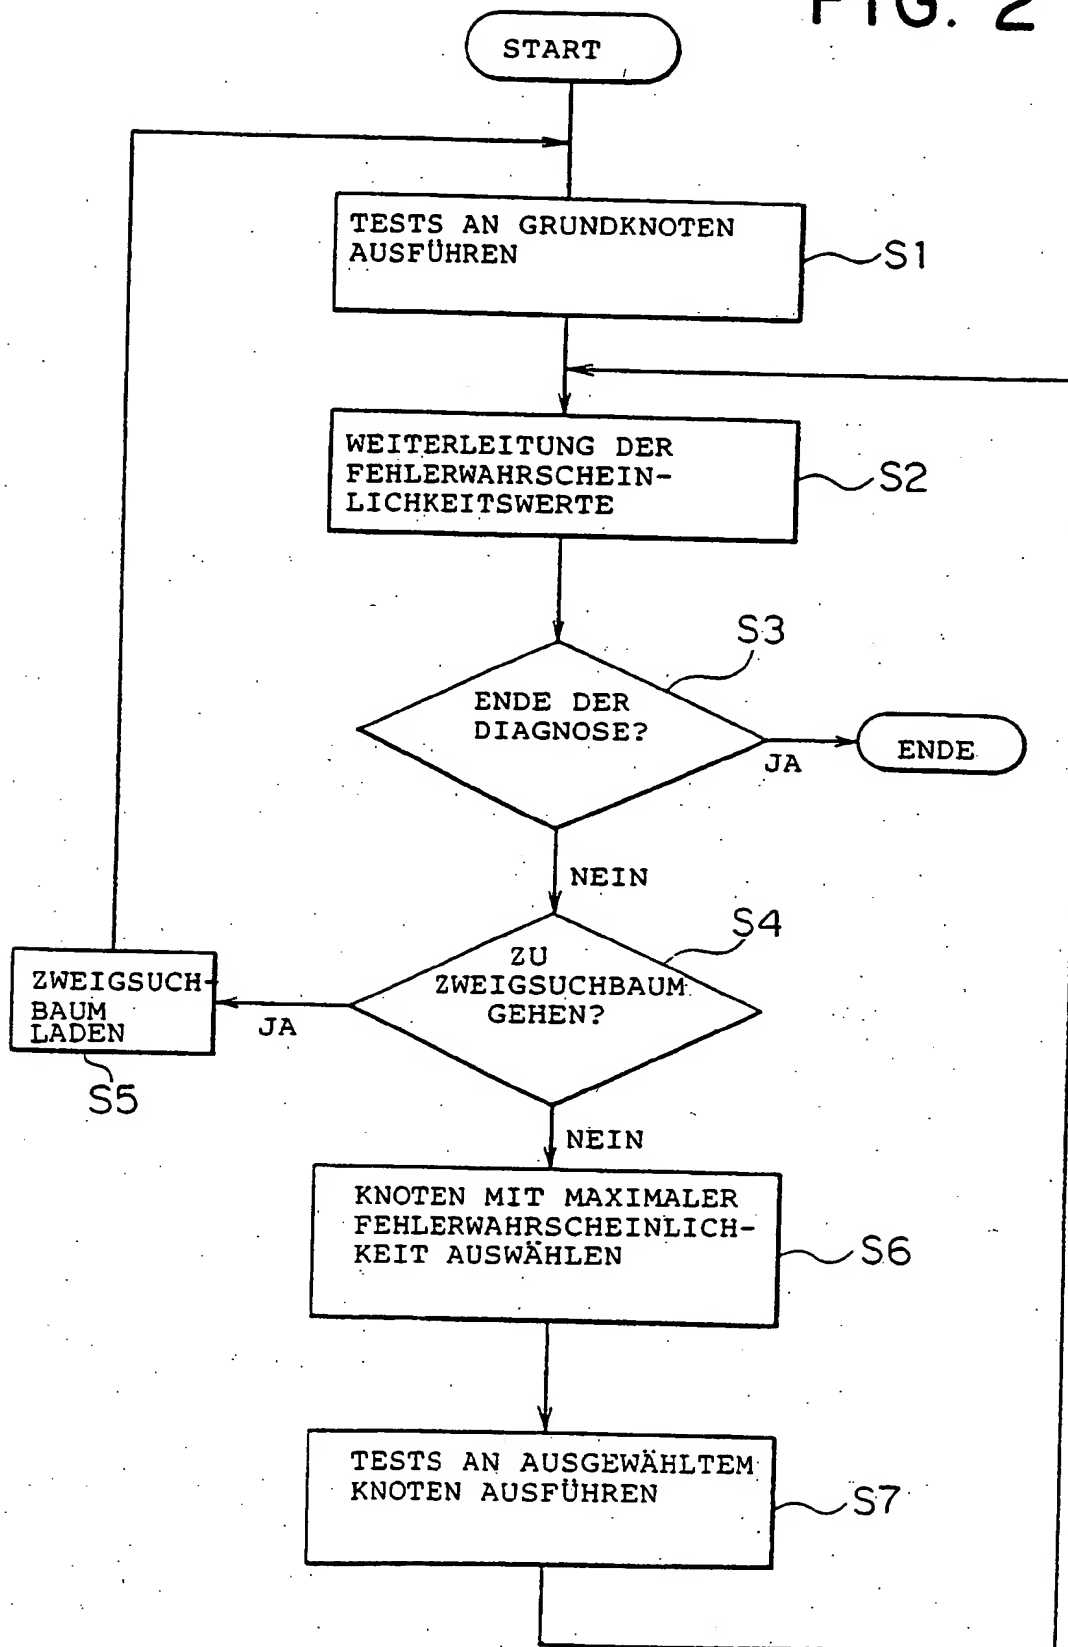 FIG. 2
START
TESTS AN GRUNDKNOTEN
AUSFÜHREN
S1
WEITERLEITUNG DER
FEHLERWAHRSCHEIN-
LICHKEITSWERTE
S2
S3
ENDE DER
DIAGNOSE?
JA
ENDE
NEIN
S4
ZU
ZWEIGSUCHBAUM
GEHEN?
JA
ZWEIGSUCH-
BAUM
LADEN
S5
NEIN
KNOTEN MIT MAXIMALER
FEHLERWAHRSCHEINLICH-
KEIT AUSWÄHLEN
S6
TESTS AN AUSGEWÄHLTEM
KNOTEN AUSFÜHREN
S7